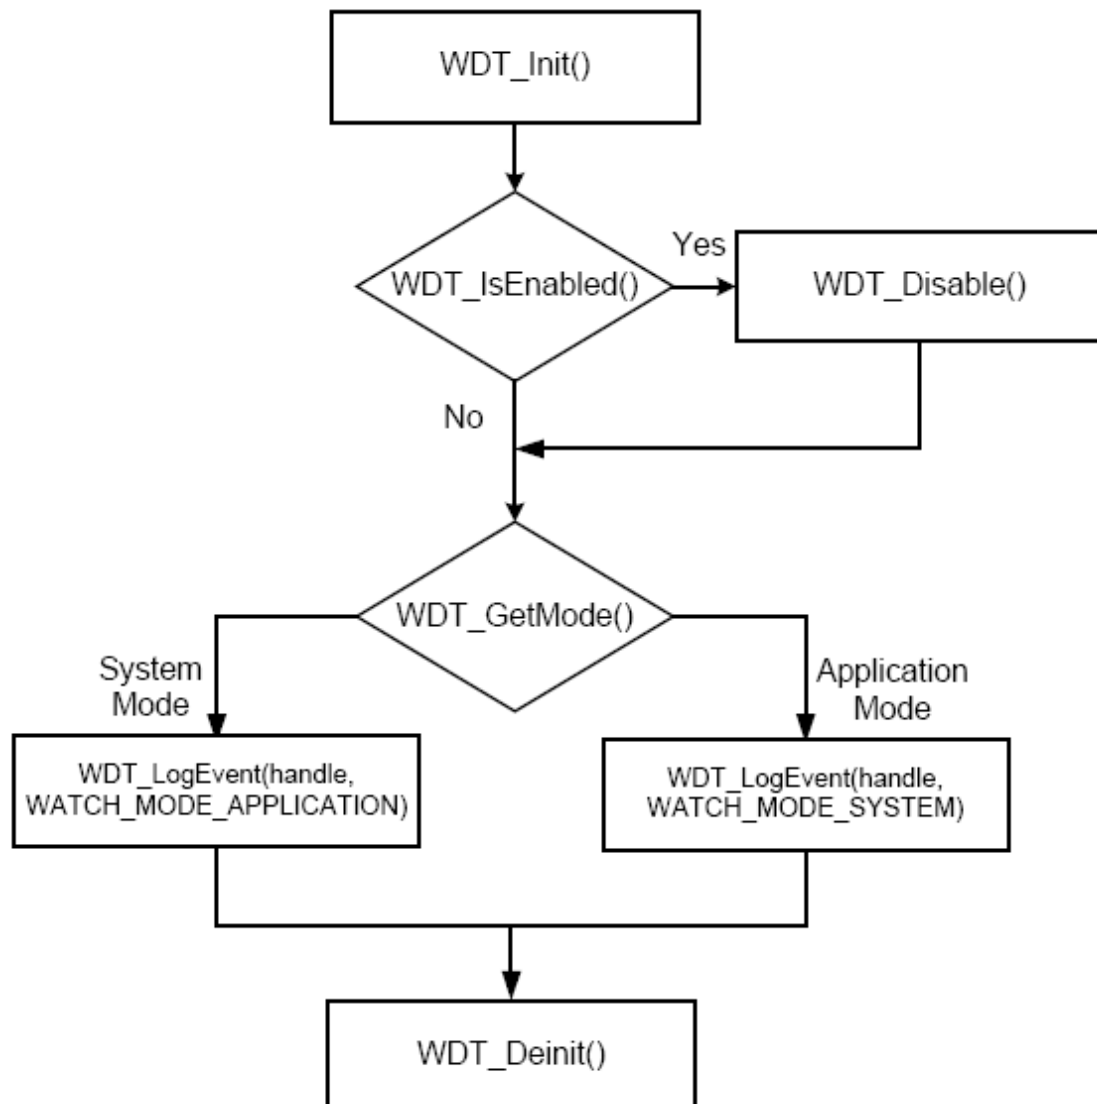 WDT_Init()
WDT_IsEnabled()
Yes
WDT_Disable()
No
WDT_GetMode()
System
Mode
Application
Mode
WDT_LogEvent(handle,
WATCH_MODE_APPLICATION)
WDT_LogEvent(handle,
WATCH_MODE_SYSTEM)
WDT_Deinit()